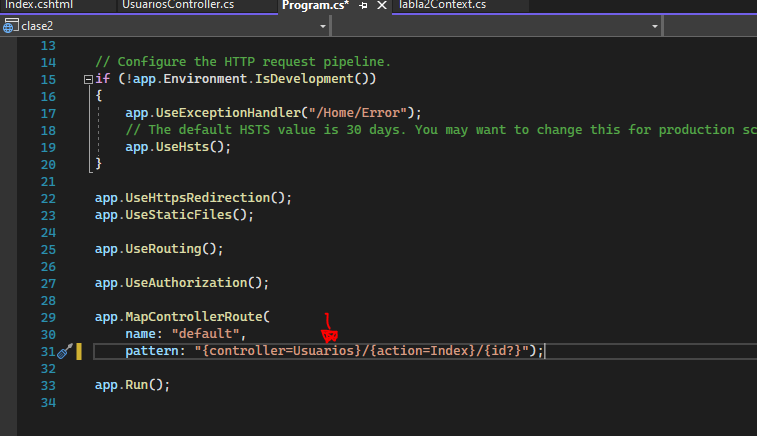 Index.cshtml UsuariosController.cs Program.cs* Tabla2Context.cs
clase2
13
14 // Configure the HTTP request pipeline.
15 if (!app.Environment.IsDevelopment())
16 {
17 app.UseExceptionHandler("/Home/Error");
18 // The default HSTS value is 30 days. You may want to change this for production sc
19 app.UseHsts();
20 }
21
22 app.UseHttpsRedirection();
23 app.UseStaticFiles();
24
25 app.UseRouting();
26
27 app.UseAuthorization();
28
29 app.MapControllerRoute(
30 name: "default",
31 pattern: "{controller=Usuarios}/{action=Index}/{id?}");
32
33 app.Run();
34